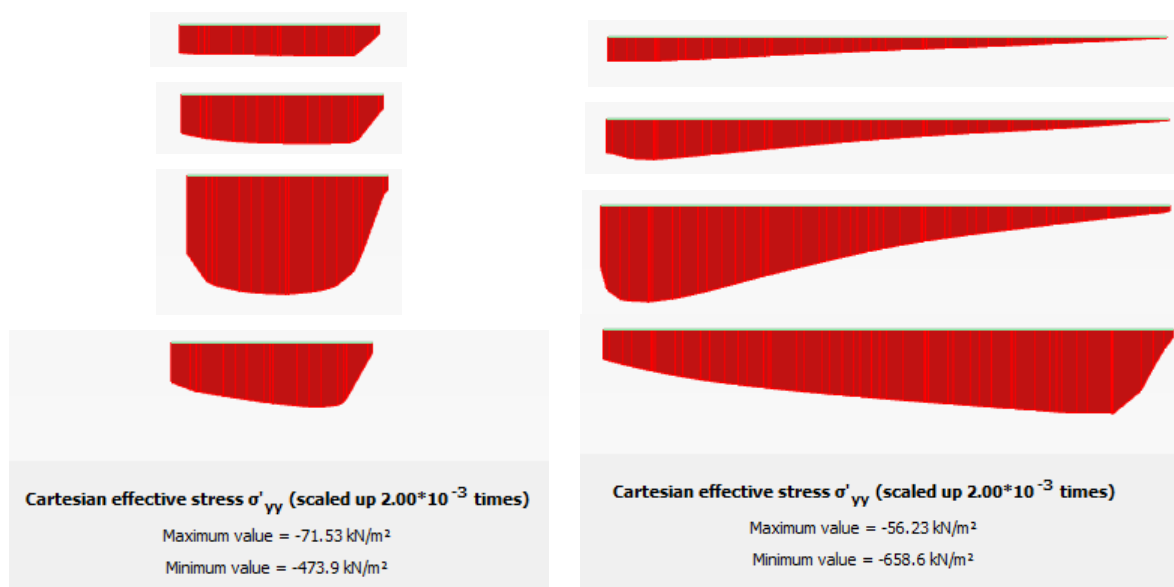 Cartesian effective stress σ'yy (scaled up 2.00*10⁻³ times)
Maximum value = -71.53 kN/m²
Minimum value = -473.9 kN/m²
Cartesian effective stress σ'yy (scaled up 2.00*10⁻³ times)
Maximum value = -56.23 kN/m²
Minimum value = -658.6 kN/m²